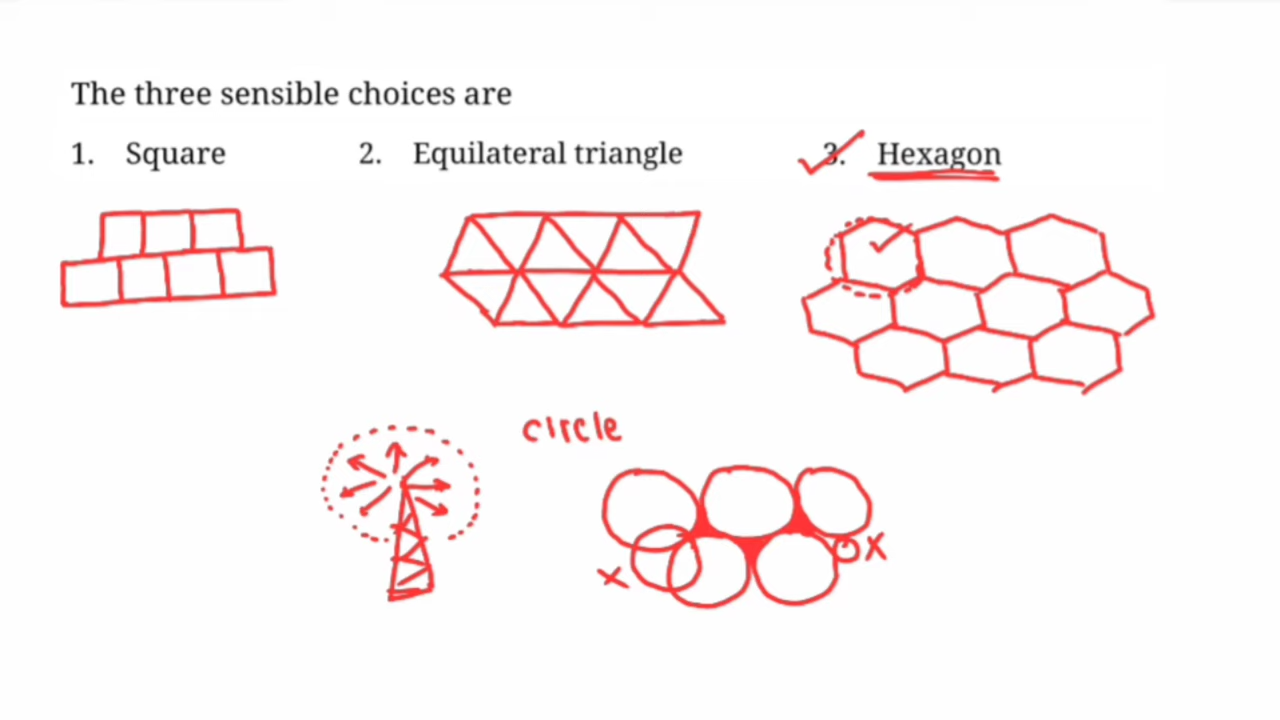 The three sensible choices are
1. Square 2. Equilateral triangle 3. Hexagon
circle
x x